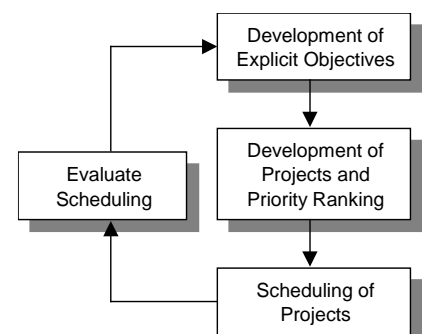 Development of
Explicit Objectives
Development of
Projects and
Priority Ranking
Evaluate
Scheduling
Scheduling of
Projects